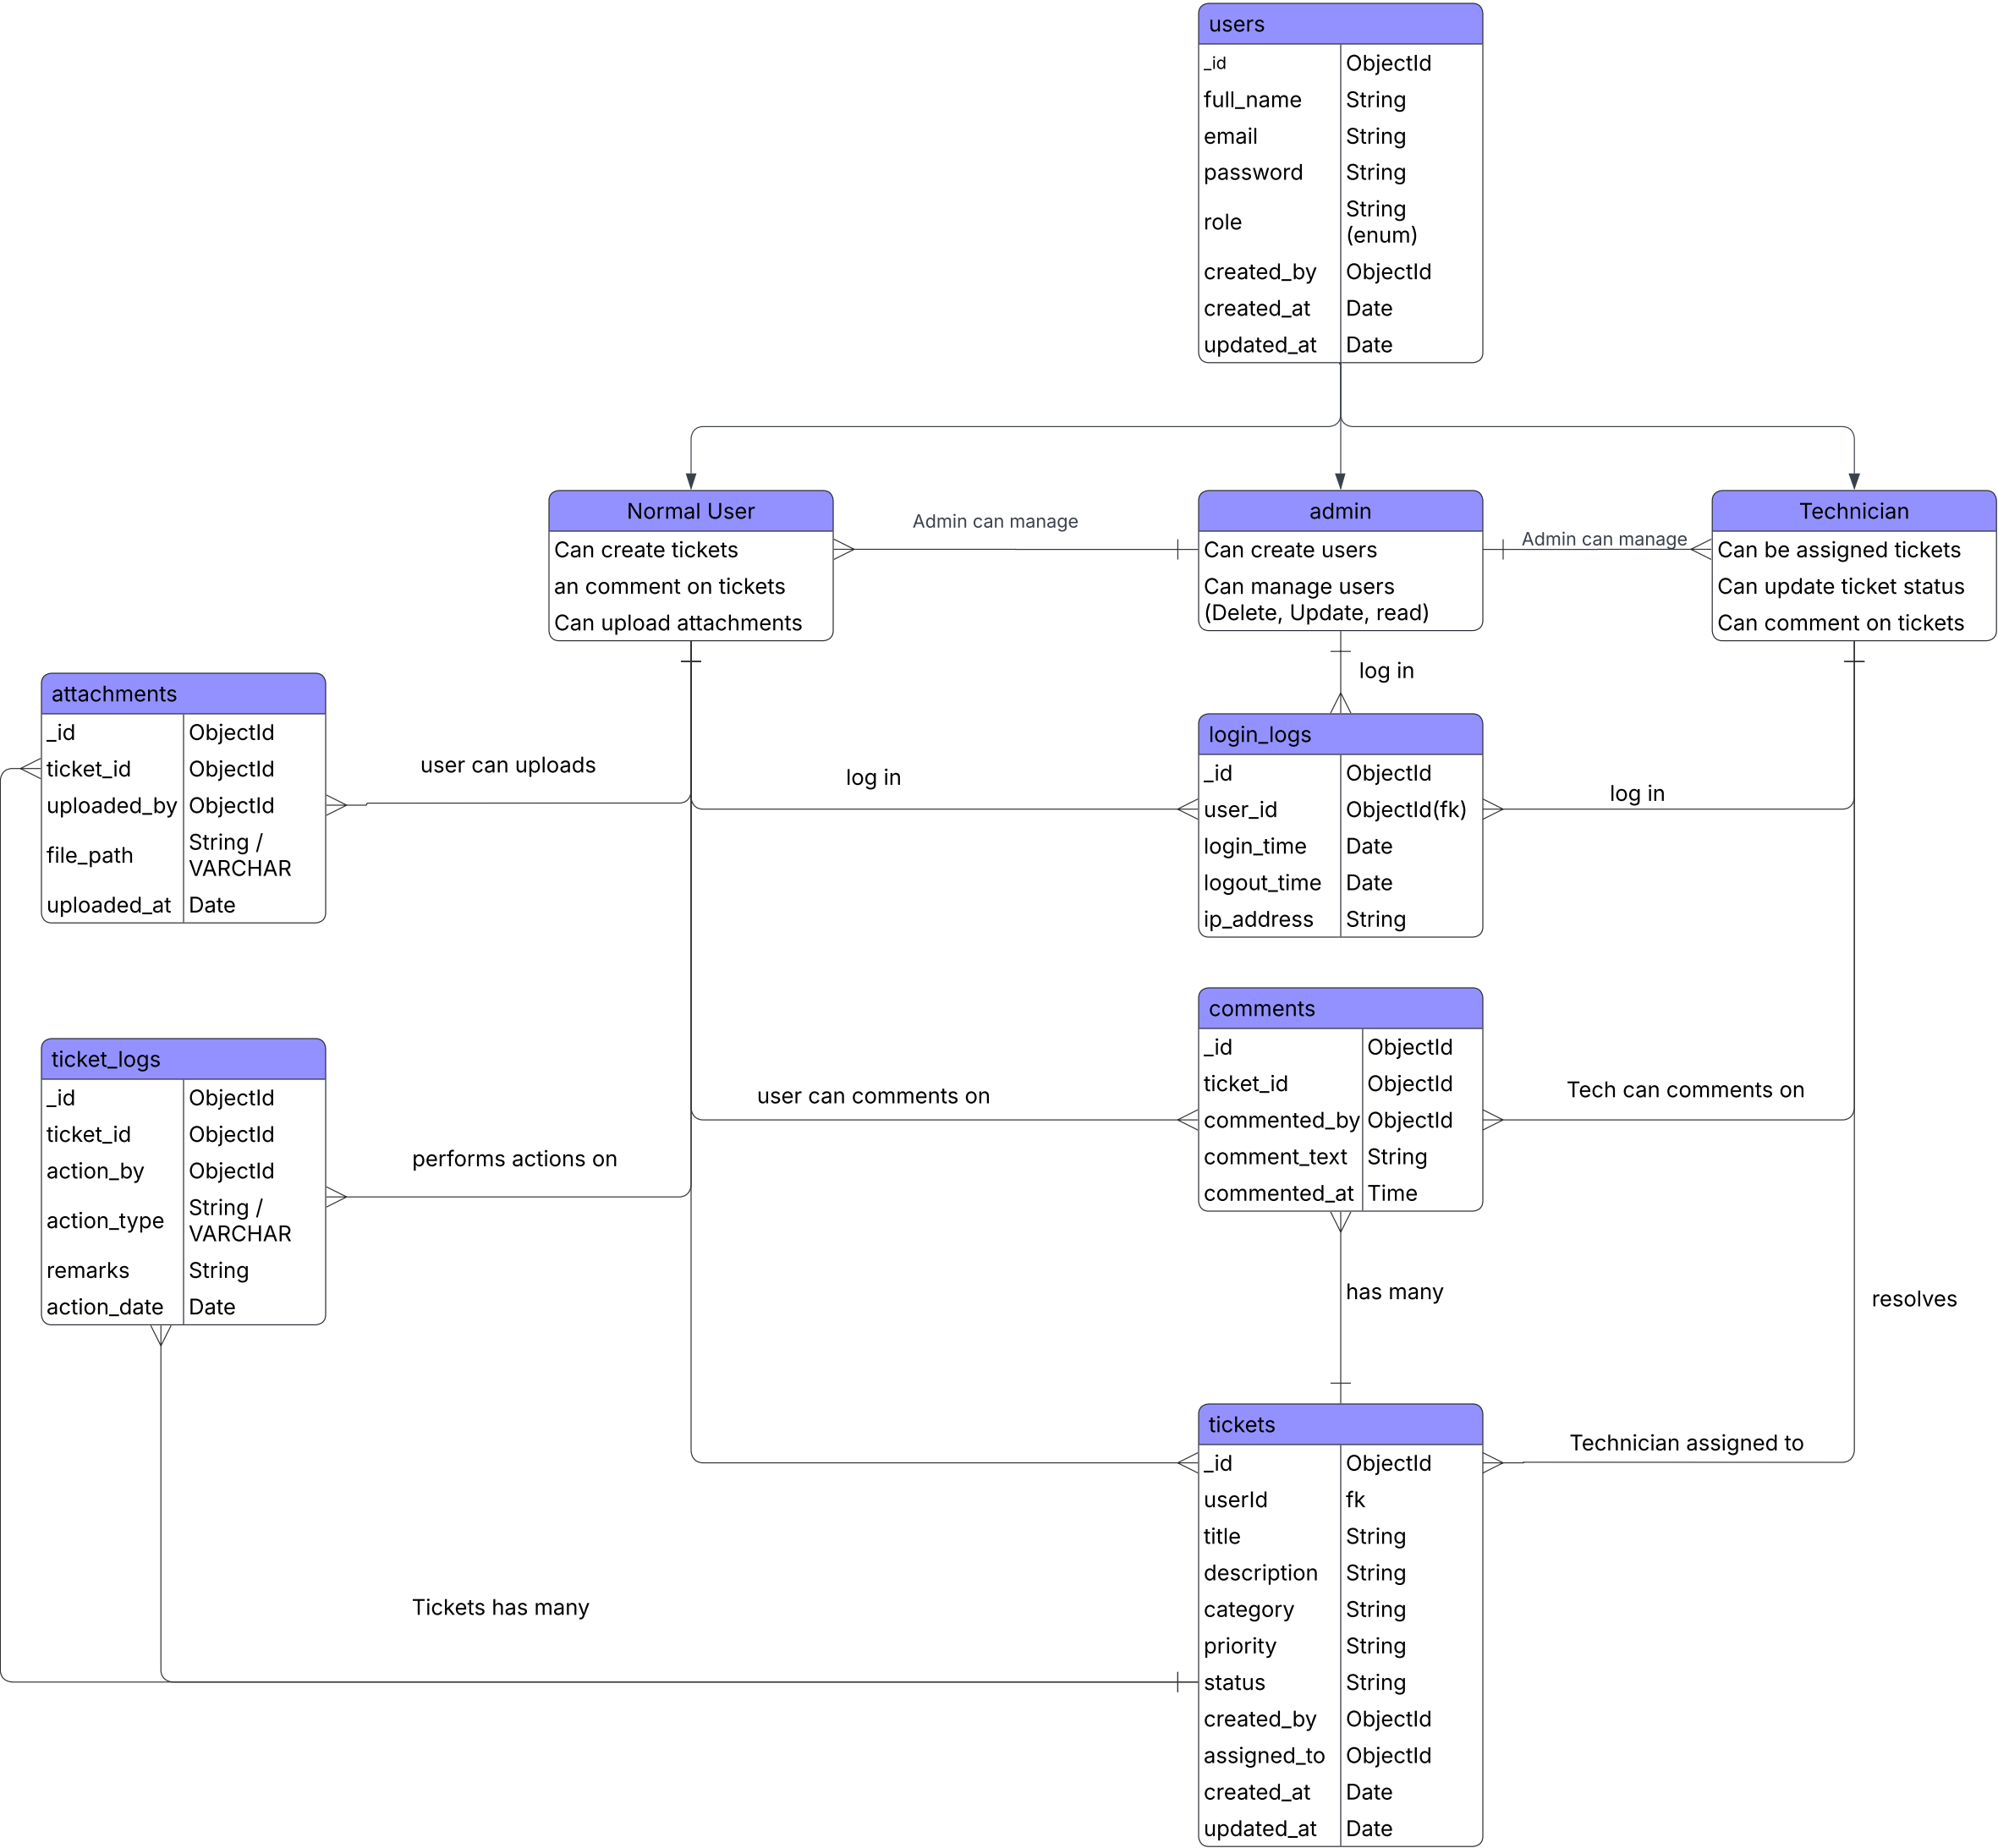 users
_id ObjectId
full_name String
email String
password String
role String
(enum)
created_by ObjectId
created_at Date
updated_at Date
Normal User
Can create tickets
an comment on tickets
Can upload attachments
Admin can manage
admin
Can create users
Can manage users
(Delete, Update, read)
Admin can manage
Technician
Can be assigned tickets
Can update ticket status
Can comment on tickets
log in
attachments
_id ObjectId
ticket_id ObjectId
uploaded_by ObjectId
file_path String /
VARCHAR
uploaded_at Date
user can uploads
log in
login_logs
_id ObjectId
user_id ObjectId(fk)
login_time Date
logout_time Date
ip_address String
log in
comments
_id ObjectId
ticket_id ObjectId
commented_by ObjectId
comment_text String
commented_at Time
user can comments on
Tech can comments on
ticket_logs
_id ObjectId
ticket_id ObjectId
action_by ObjectId
action_type String /
VARCHAR
remarks String
action_date Date
performs actions on
has many
resolves
Technician assigned to
tickets
_id ObjectId
userId fk
title String
description String
category String
priority String
status String
created_by ObjectId
assigned_to ObjectId
created_at Date
updated_at Date
Tickets has many